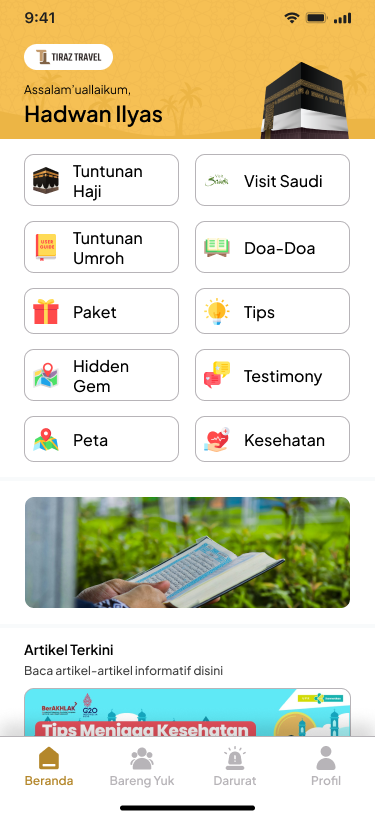 9:41
TIRAZ TRAVEL
Assalam'uallaikum,
Hadwan Ilyas
Tuntunan
Haji
Visit Saudi
USER
GUIDE
Tuntunan
Umroh
Doa-Doa
Paket
Tips
Hidden
Gem
Testimony
Peta
Kesehatan
Artikel Terkini
Baca artikel-artikel informatif disini
BerAKHLAK
G20
Tips Menjaga Kesehatan
Beranda
Bareng Yuk
Darurat
Profil